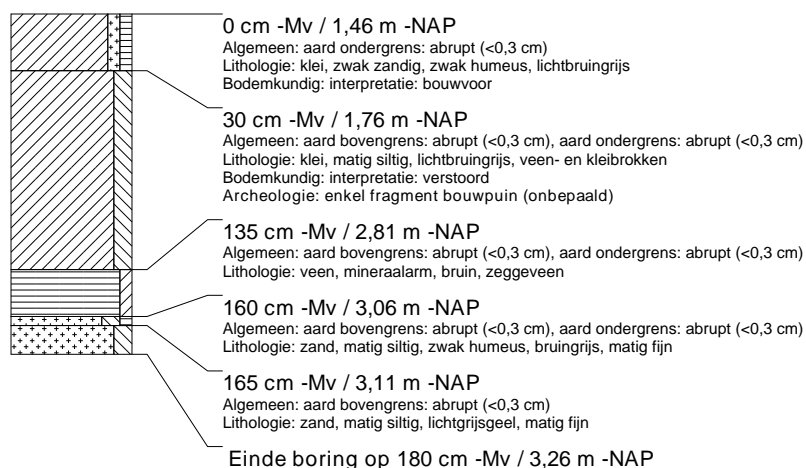 0 cm -Mv / 1,46 m -NAP
Algemeen: aard ondergrens: abrupt (<0,3 cm)
Lithologie: klei, zwak zandig, zwak humeus, lichtbruingrijs
Bodemkundig: interpretatie: bouwvoor
30 cm -Mv / 1,76 m -NAP
Algemeen: aard bovengrens: abrupt (<0,3 cm), aard ondergrens: abrupt (<0,3 cm)
Lithologie: klei, matig siltig, lichtbruingrijs, veen- en kleibrokken
Bodemkundig: interpretatie: verstoord
Archeologie: enkel fragment bouwpuin (onbepaald)
135 cm -Mv / 2,81 m -NAP
Algemeen: aard bovengrens: abrupt (<0,3 cm), aard ondergrens: abrupt (<0,3 cm)
Lithologie: veen, mineraalarm, bruin, zeggeveen
160 cm -Mv / 3,06 m -NAP
Algemeen: aard bovengrens: abrupt (<0,3 cm), aard ondergrens: abrupt (<0,3 cm)
Lithologie: zand, matig siltig, zwak humeus, bruingrijs, matig fijn
165 cm -Mv / 3,11 m -NAP
Algemeen: aard bovengrens: abrupt (<0,3 cm)
Lithologie: zand, matig siltig, lichtgrijsgeel, matig fijn
Einde boring op 180 cm -Mv / 3,26 m -NAP